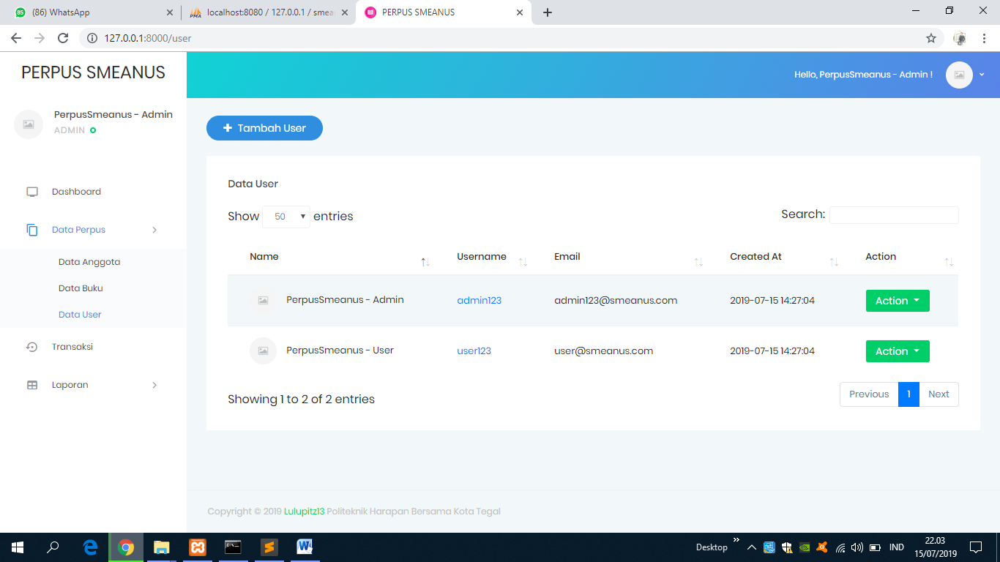 (86) WhatsApp
localhost:8080 / 127.0.0.1 / smea
PERPUS SMEANUS
127.0.0.1:8000/user
PERPUS SMEANUS
Hello, PerpusSmeanus - Admin !
PerpusSmeanus - Admin
ADMIN
Tambah User
Data User
Dashboard
Show 50 entries
Search:
Data Perpus
Data Anggota
Data Buku
Data User
Transaksi
Laporan
Name Username Email Created At Action
PerpusSmeanus - Admin admin123 admin123@smeanus.com 2019-07-15 14:27:04 Action
PerpusSmeanus - User user123 user@smeanus.com 2019-07-15 14:27:04 Action
Showing 1 to 2 of 2 entries
Previous 1 Next
Copyright © 2019 Lulupitz13 Politeknik Harapan Bersama Kota Tegal
Desktop
IND
22.03
15/07/2019